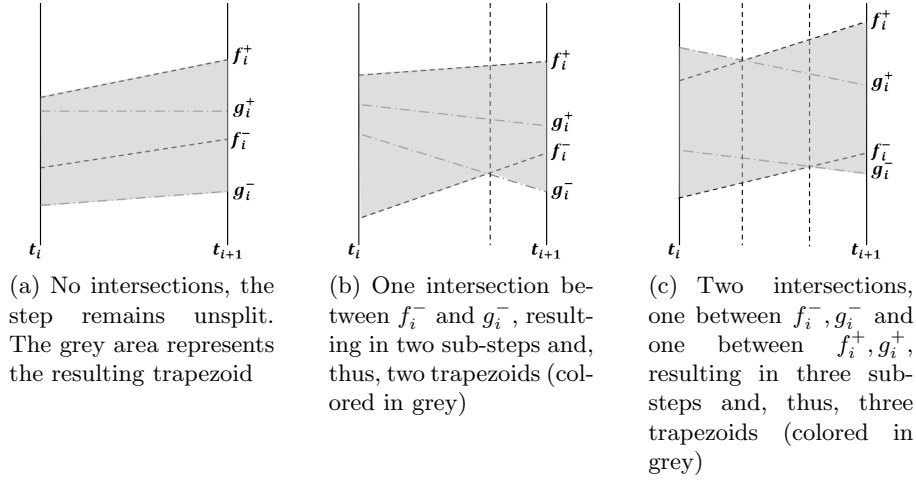 f_i^+
g_i^+
f_i^-
g_i^-
t_i t_{i+1}
(a) No intersections, the
step remains unsplit.
The grey area represents
the resulting trapezoid
f_i^+
g_i^+
f_i^-
g_i^-
t_i t_{i+1}
(b) One intersection be-
tween f_i^- and g_i^-, result-
ing in two sub-steps and,
thus, two trapezoids (col-
ored in grey)
f_i^+
g_i^+
f_i^-
g_i^-
t_i t_{i+1}
(c) Two intersections,
one between f_i^-, g_i^- and
one between f_i^+, g_i^+,
resulting in three sub-
steps and, thus, three
trapezoids (colored in
grey)